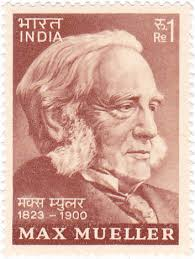 भारत रु.1
INDIA Re
मैक्स म्युलर
1823-1900
MAX MUELLER